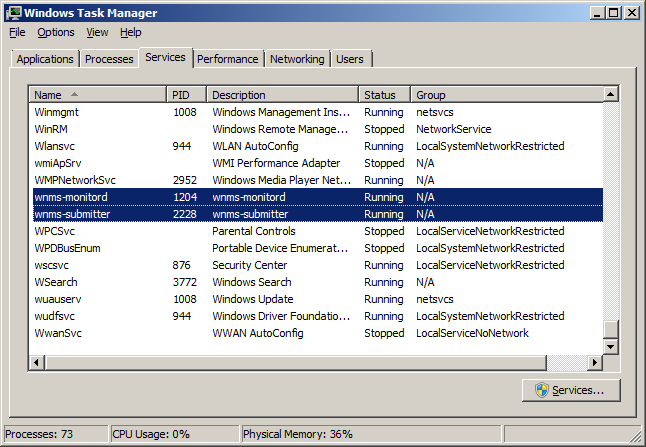 Windows Task Manager
File Options View Help
Applications Processes Services Performance Networking Users
Name PID Description Status Group
Winmgmt 1008 Windows Management Ins... Running netsvcs
WinRM Windows Remote Manage... Stopped NetworkService
Wlansvc 944 WLAN AutoConfig Running LocalSystemNetworkRestricted
wmiApSrv WMI Performance Adapter Stopped N/A
WMPNetworkSvc 2952 Windows Media Player Net... Running N/A
wnms-monitord 1204 wnms-monitord Running N/A
wnms-submitter 2228 wnms-submitter Running N/A
WPCSvc Parental Controls Stopped LocalServiceNetworkRestricted
WPDBusEnum Portable Device Enumerat... Stopped LocalSystemNetworkRestricted
wscsvc 876 Security Center Running LocalServiceNetworkRestricted
WSearch 3772 Windows Search Running N/A
wuauserv 1008 Windows Update Running netsvcs
wudfsvc 944 Windows Driver Foundatio... Running LocalSystemNetworkRestricted
WwanSvc WWAN AutoConfig Stopped LocalServiceNoNetwork
Services...
Processes: 73 CPU Usage: 0% Physical Memory: 36%